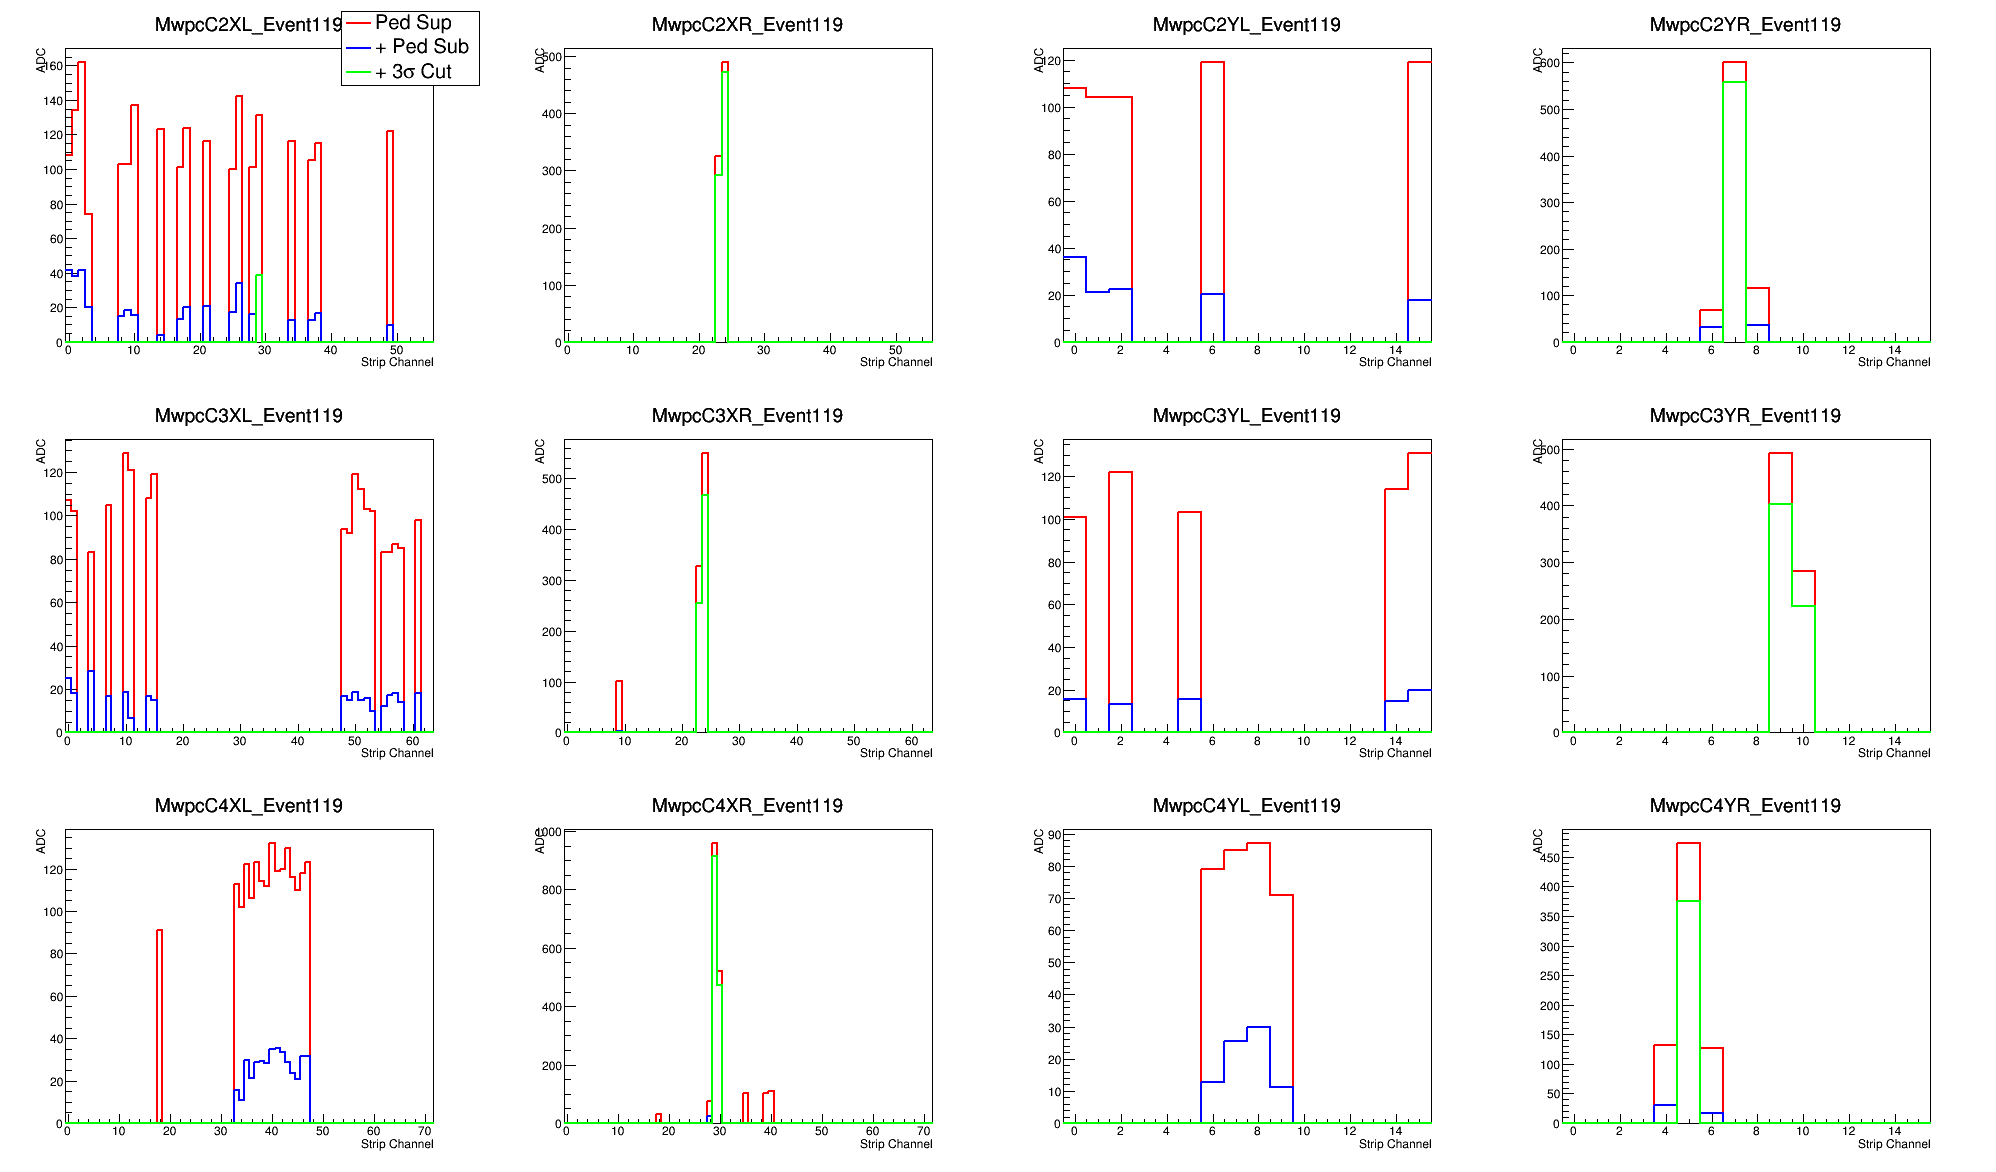 MwpcC2XL_Event119
Ped Sup
+ Ped Sub
+ 3σ Cut
ADC
160
140
120
100
80
60
40
20
0
0 10 20 30 40 50
Strip Channel
MwpcC2XR_Event119
ADC
500
400
300
200
100
0
0 10 20 30 40 50
Strip Channel
MwpcC2YL_Event119
ADC
120
100
80
60
40
20
0
0 2 4 6 8 10 12 14
Strip Channel
MwpcC2YR_Event119
ADC
600
500
400
300
200
100
0
0 2 4 6 8 10 12 14
Strip Channel
MwpcC3XL_Event119
ADC
120
100
80
60
40
20
0
0 10 20 30 40 50 60
Strip Channel
MwpcC3XR_Event119
ADC
500
400
300
200
100
0
0 10 20 30 40 50 60
Strip Channel
MwpcC3YL_Event119
ADC
120
100
80
60
40
20
0
0 2 4 6 8 10 12 14
Strip Channel
MwpcC3YR_Event119
ADC
500
400
300
200
100
0
0 2 4 6 8 10 12 14
Strip Channel
MwpcC4XL_Event119
ADC
120
100
80
60
40
20
0
0 10 20 30 40 50 60 70
Strip Channel
MwpcC4XR_Event119
ADC
1000
800
600
400
200
0
0 10 20 30 40 50 60 70
Strip Channel
MwpcC4YL_Event119
ADC
90
80
70
60
50
40
30
20
10
0
0 2 4 6 8 10 12 14
Strip Channel
MwpcC4YR_Event119
ADC
450
400
350
300
250
200
150
100
50
0
0 2 4 6 8 10 12 14
Strip Channel